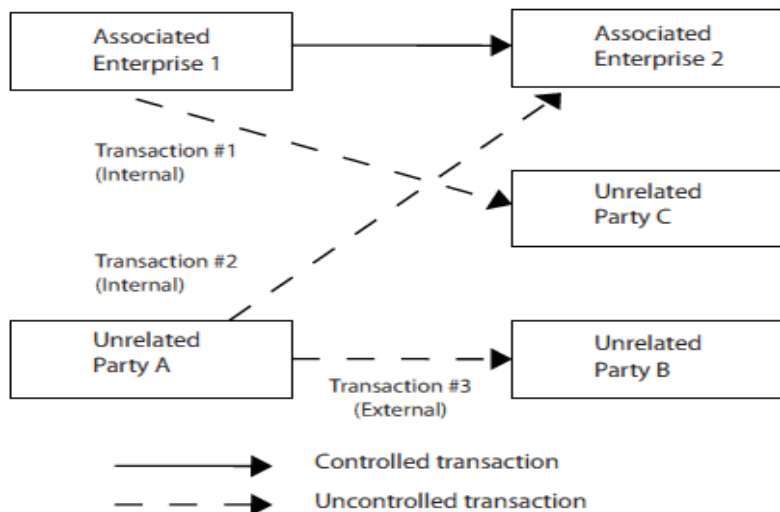 Associated
Enterprise 1
Associated
Enterprise 2
Transaction #1
(Internal)
Unrelated
Party C
Transaction #2
(Internal)
Unrelated
Party A
Unrelated
Party B
Transaction #3
(External)
Controlled transaction
Uncontrolled transaction